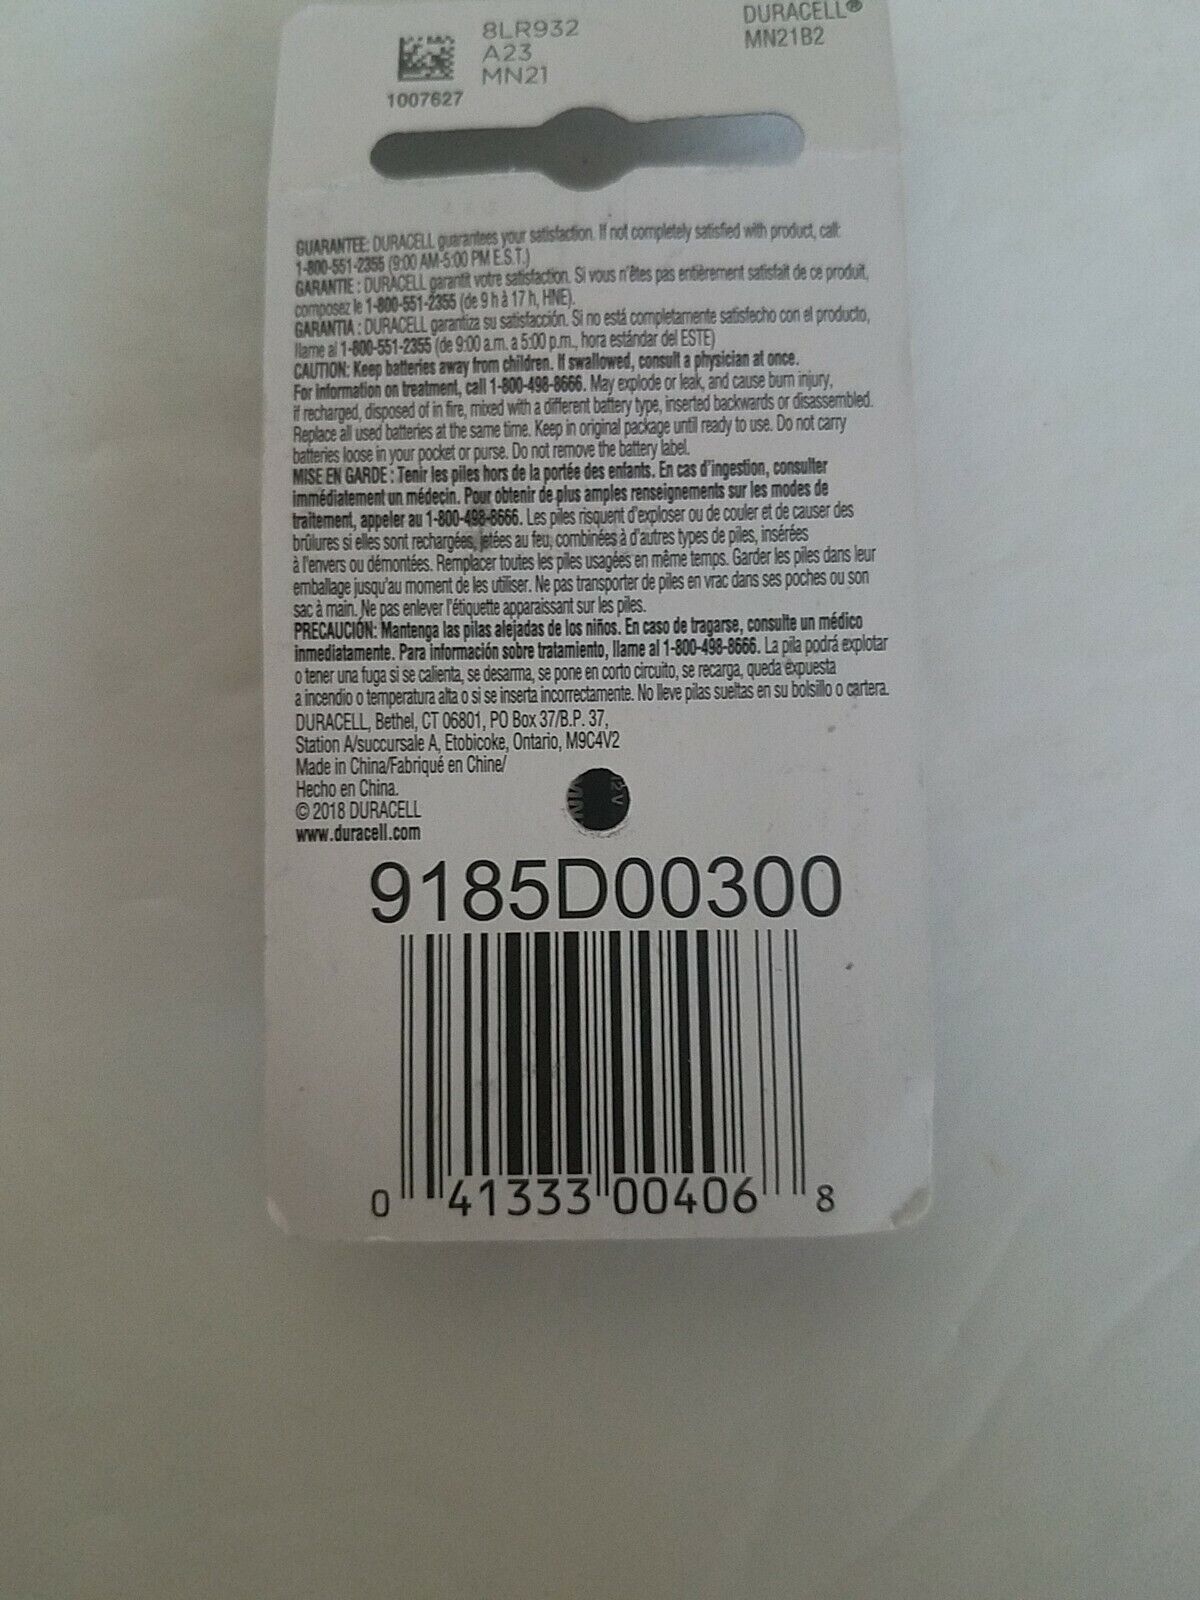 8LR932
A23
MN21
1007627
DURACELL®
MN21B2
GUARANTEE: DURACELL guarantees your satisfaction. If not completely satisfied with product, call:
1-800-551-2355 (9:00 AM-5:00 PM E.S.T.)
GARANTIE : DURACELL garantit votre satisfaction. Si vous n'êtes pas entièrement satisfait de ce produit,
composez le 1-800-551-2355 (de 9 h à 17 h, HNE).
GARANTIA : DURACELL garantiza su satisfacción. Si no está completamente satisfecho con el producto,
llame al 1-800-551-2355 (de 9:00 a.m. a 5:00 p.m., hora estándar del ESTE)
CAUTION: Keep batteries away from children. If swallowed, consult a physician at once.
For information on treatment, call 1-800-498-8666. May explode or leak, and cause burn injury,
if recharged, disposed of in fire, mixed with a different battery type, inserted backwards or disassembled.
Replace all used batteries at the same time. Keep in original package until ready to use. Do not carry
batteries loose in your pocket or purse. Do not remove the battery label.
MISE EN GARDE : Tenir les piles hors de la portée des enfants. En cas d'ingestion, consulter
immédiatement un médecin. Pour obtenir de plus amples renseignements sur les modes de
traitement, appeler au 1-800-498-8666. Les piles risquent d'exploser ou de couler et de causer des
brûlures si elles sont rechargées, jetées au feu, combinées à d'autres types de piles, insérées
à l'envers ou démontées. Remplacer toutes les piles usagées en même temps. Garder les piles dans leur
emballage jusqu'au moment de les utiliser. Ne pas transporter de piles en vrac dans ses poches ou son
sac à main. Ne pas enlever l'étiquette apparaissant sur les piles.
PRECAUCIÓN: Mantenga las pilas alejadas de los niños. En caso de tragarse, consulte un médico
inmediatamente. Para información sobre tratamiento, llame al 1-800-498-8666. La pila podrá explotar
o tener una fuga si se calienta, se desarma, se pone en corto circuito, se recarga, queda expuesta
a incendio o temperatura alta o si se inserta incorrectamente. No lleve pilas sueltas en su bolsillo o cartera.
DURACELL, Bethel, CT 06801, PO Box 37/B.P. 37,
Station A/succursale A, Etobicoke, Ontario, M9C4V2
Made in China/Fabriqué en Chine/
Hecho en China.
© 2018 DURACELL
www.duracell.com
MN
12V
9185D00300
0 41333 00406 8